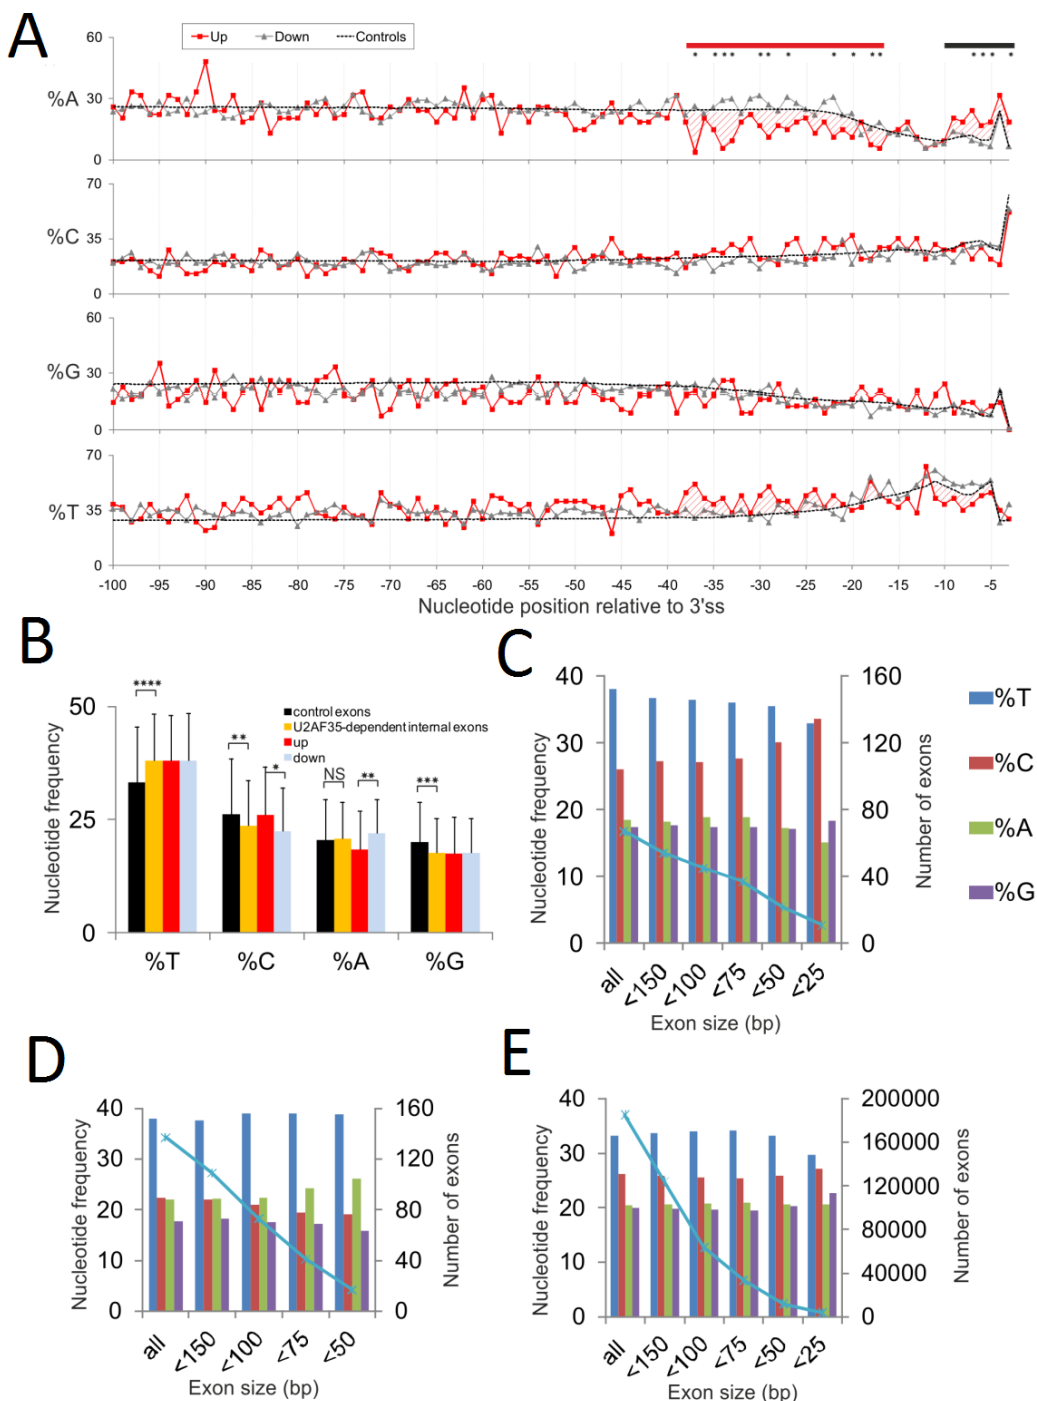 A
Up Down Controls
60
30
0
%A
* * * * * * * * * * * * * * *
70
35
0
%C
60
30
0
%G
70
35
0
%T
-100 -95 -90 -85 -80 -75 -70 -65 -60 -55 -50 -45 -40 -35 -30 -25 -20 -15 -10 -5
Nucleotide position relative to 3'ss
B
Nucleotide frequency
50
25
0
**** ** * NS ** ***
control exons
U2AF35-dependent internal exons
up
down
%T %C %A %G
C
Nucleotide frequency
40
30
20
10
0
160
120
80
40
0
Number of exons
all <150 <100 <75 <50 <25
Exon size (bp)
%T
%C
%A
%G
D
Nucleotide frequency
40
30
20
10
0
160
120
80
40
0
Number of exons
all <150 <100 <75 <50
Exon size (bp)
E
Nucleotide frequency
40
30
20
10
0
200000
160000
120000
80000
40000
0
Number of exons
all <150 <100 <75 <50 <25
Exon size (bp)